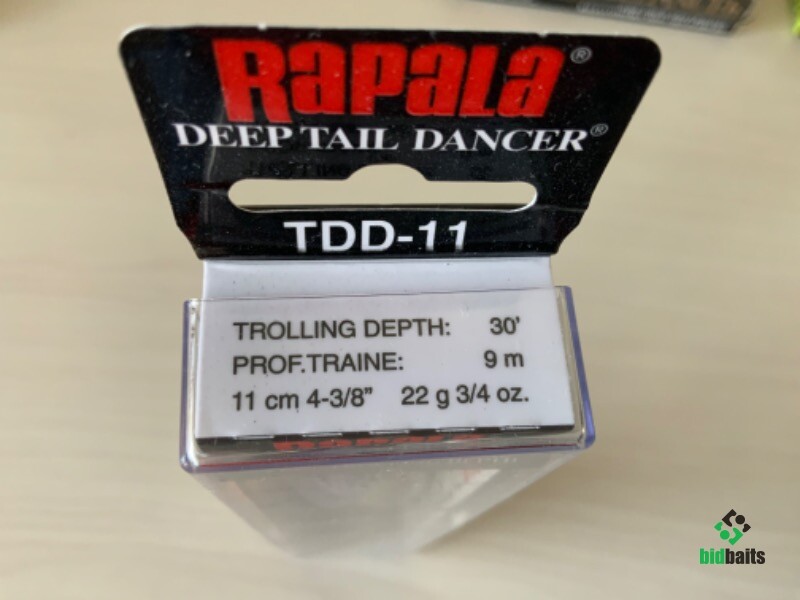 Rapala®
DEEP TAIL DANCER®
TDD-11
TROLLING DEPTH: 30'
PROF.TRAINE: 9 m
11 cm 4-3/8” 22 g 3/4 oz.
RAPALA
bidbaits